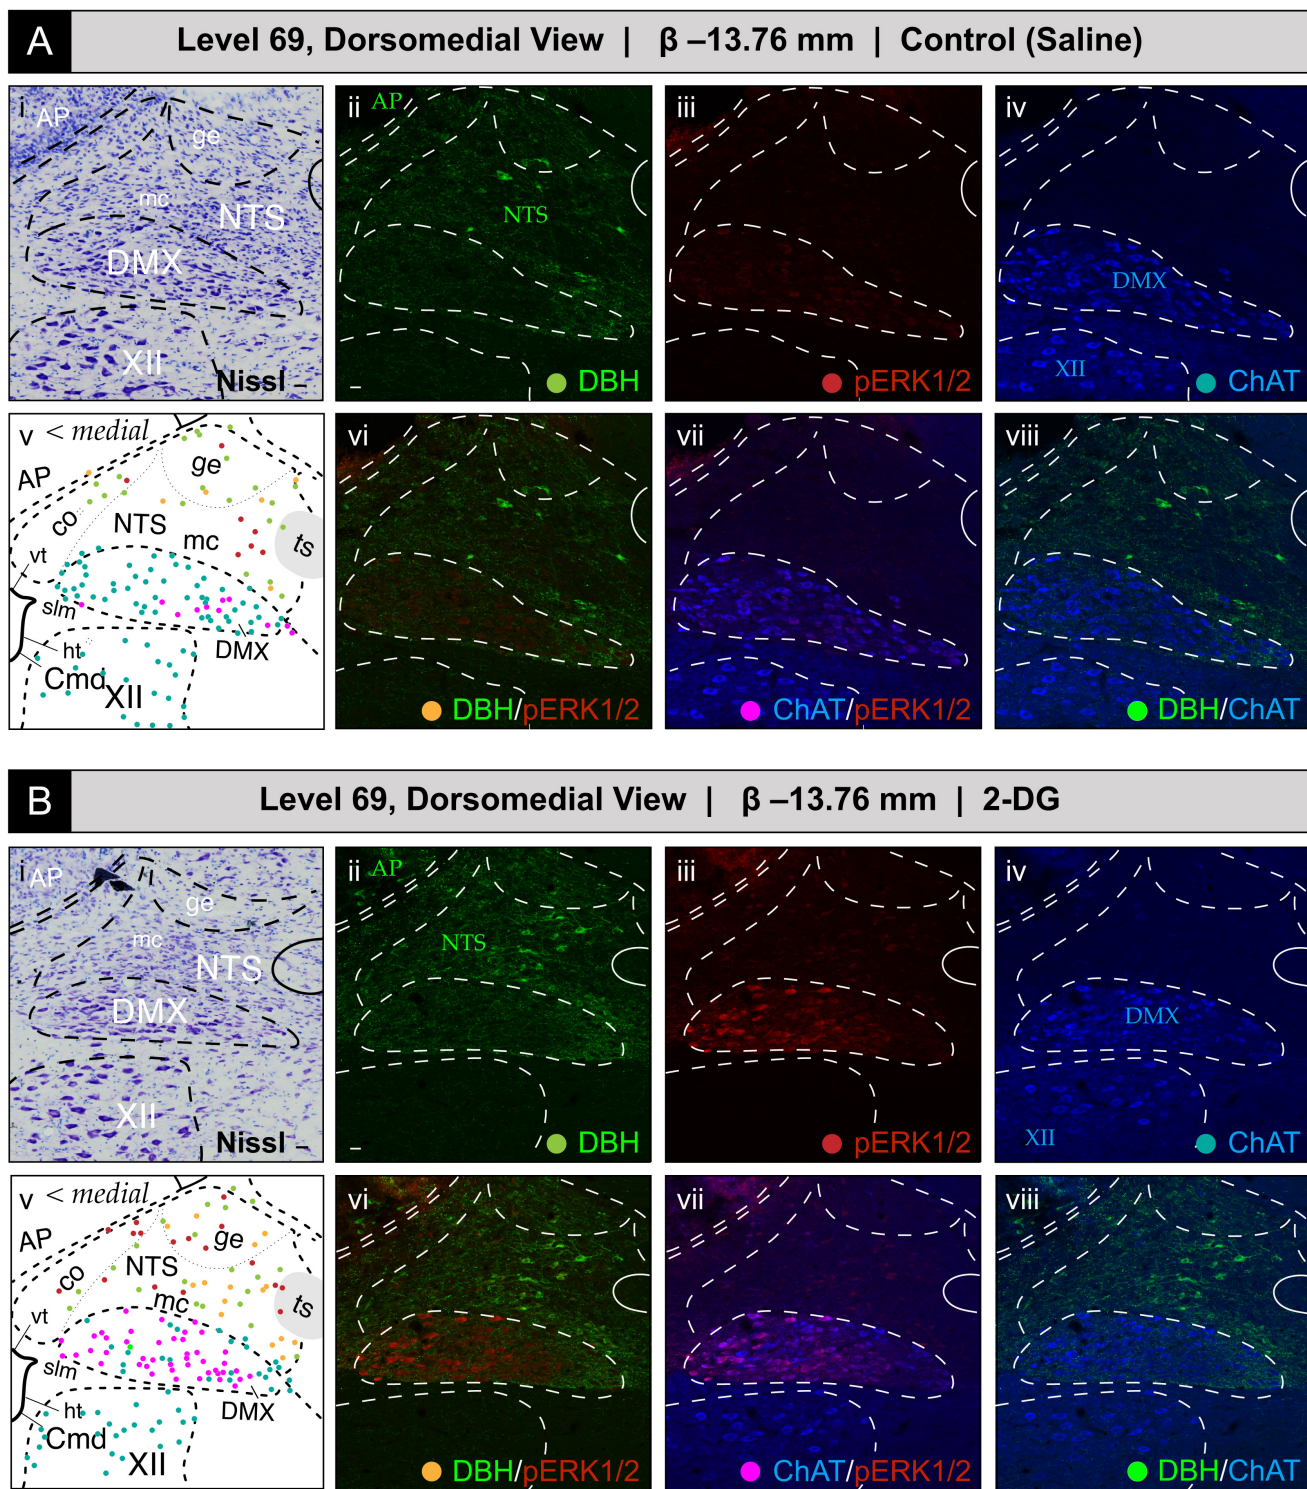 A
Level 69, Dorsomedial View | β –13.76 mm | Control (Saline)
i
AP
ge
mc
NTS
DMX
XII
Nissl
ii
AP
NTS
DBH
iii
pERK1/2
iv
DMX
XII
ChAT
v
< medial
AP
ge
co
NTS
mc
ts
vt
slm
ht
DMX
Cmd
XII
vi
DBH/pERK1/2
vii
ChAT/pERK1/2
viii
DBH/ChAT
B
Level 69, Dorsomedial View | β –13.76 mm | 2-DG
i
AP
ge
mc
NTS
DMX
XII
Nissl
ii
AP
NTS
DBH
iii
pERK1/2
iv
DMX
XII
ChAT
v
< medial
AP
ge
co
NTS
mc
ts
vt
slm
ht
DMX
Cmd
XII
vi
DBH/pERK1/2
vii
ChAT/pERK1/2
viii
DBH/ChAT